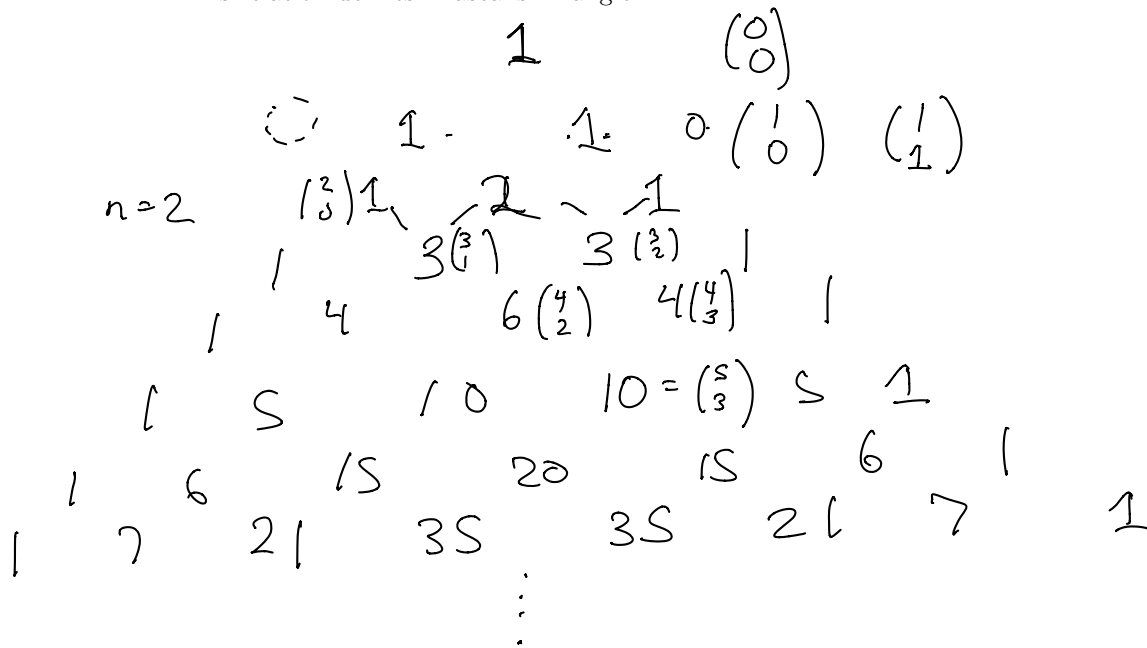 1 (0 0)
1 1 0 (1 0) (1 1)
n=2 (2 0) 1 2 1
1 3 (3 1) 3 (3 2) 1
1 4 6 (4 2) 4 (4 3) 1
1 5 10 10 = (5 3) 5 1
1 6 15 20 15 6 1
1 7 21 35 35 21 7 1